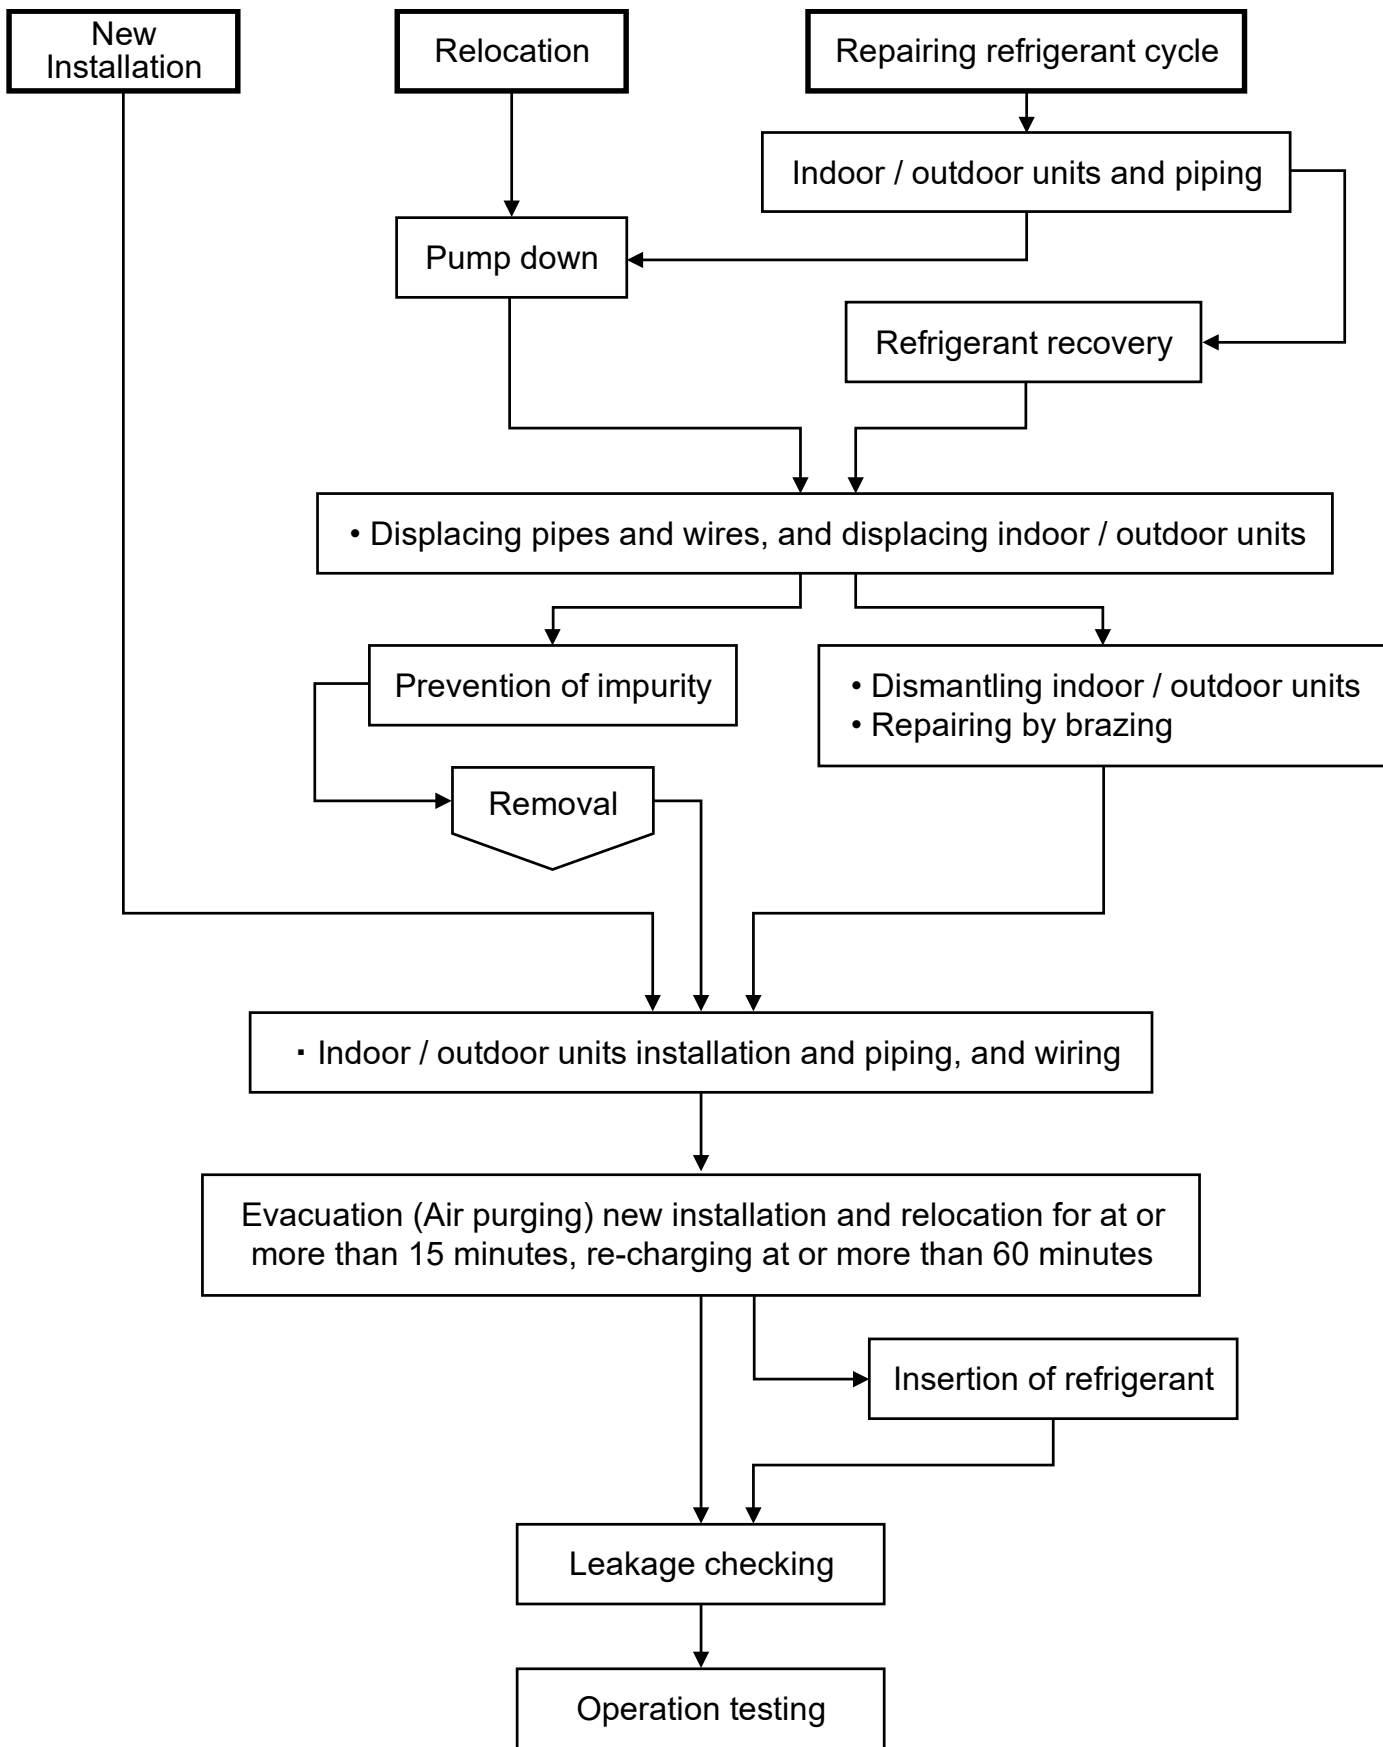 New
Installation
Relocation
Repairing refrigerant cycle
Indoor / outdoor units and piping
Pump down
Refrigerant recovery
• Displacing pipes and wires, and displacing indoor / outdoor units
Prevention of impurity
• Dismantling indoor / outdoor units
• Repairing by brazing
Removal
・Indoor / outdoor units installation and piping, and wiring
Evacuation (Air purging) new installation and relocation for at or
more than 15 minutes, re-charging at or more than 60 minutes
Insertion of refrigerant
Leakage checking
Operation testing